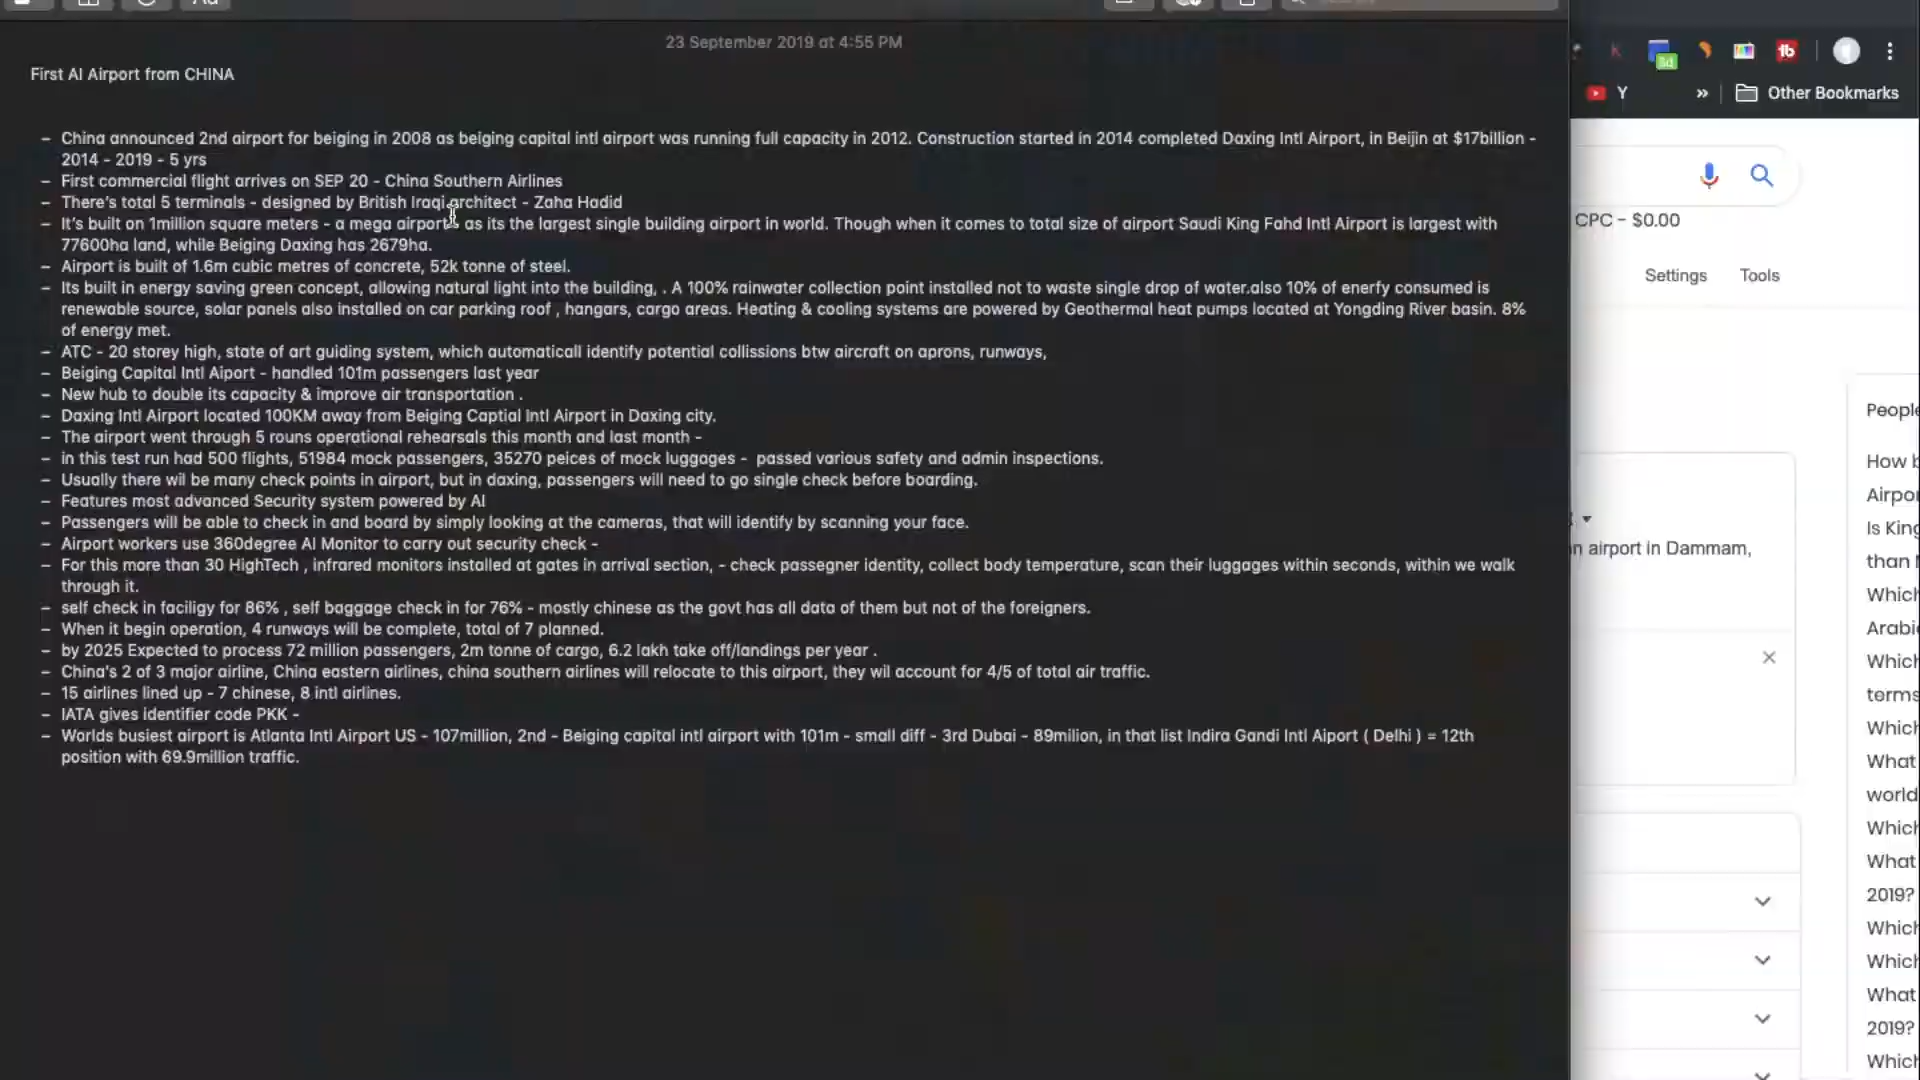 23 September 2019 at 4:55 PM
First AI Airport from CHINA
– China announced 2nd airport for beiging in 2008 as beiging capital intl airport was running full capacity in 2012. Construction started in 2014 completed Daxing Intl Airport, in Beijin at $17billion -
2014 - 2019 - 5 yrs
– First commercial flight arrives on SEP 20 - China Southern Airlines
– There's total 5 terminals - designed by British Iraqi architect - Zaha Hadid
– It's built on 1million square meters - a mega airport - as its the largest single building airport in world. Though when it comes to total size of airport Saudi King Fahd Intl Airport is largest with
77600ha land, while Beiging Daxing has 2679ha.
– Airport is built of 1.6m cubic metres of concrete, 52k tonne of steel.
– Its built in energy saving green concept, allowing natural light into the building, . A 100% rainwater collection point installed not to waste single drop of water.also 10% of enerfy consumed is
renewable source, solar panels also installed on car parking roof , hangars, cargo areas. Heating & cooling systems are powered by Geothermal heat pumps located at Yongding River basin. 8%
of energy met.
– ATC - 20 storey high, state of art guiding system, which automaticall identify potential collissions btw aircraft on aprons, runways,
– Beiging Capital Intl Aiport - handled 101m passengers last year
– New hub to double its capacity & improve air transportation .
– Daxing Intl Airport located 100KM away from Beiging Captial Intl Airport in Daxing city.
– The airport went through 5 rouns operational rehearsals this month and last month -
– in this test run had 500 flights, 51984 mock passengers, 35270 peices of mock luggages - passed various safety and admin inspections.
– Usually there wil be many check points in airport, but in daxing, passengers will need to go single check before boarding.
– Features most advanced Security system powered by AI
– Passengers will be able to check in and board by simply looking at the cameras, that will identify by scanning your face.
– Airport workers use 360degree AI Monitor to carry out security check -
– For this more than 30 HighTech , infrared monitors installed at gates in arrival section, - check passegner identity, collect body temperature, scan their luggages within seconds, within we walk
through it.
– self check in faciligy for 86% , self baggage check in for 76% - mostly chinese as the govt has all data of them but not of the foreigners.
– When it begin operation, 4 runways will be complete, total of 7 planned.
– by 2025 Expected to process 72 million passengers, 2m tonne of cargo, 6.2 lakh take off/landings per year .
– China's 2 of 3 major airline, China eastern airlines, china southern airlines will relocate to this airport, they wil account for 4/5 of total air traffic.
– 15 airlines lined up - 7 chinese, 8 intl airlines.
– IATA gives identifier code PKK -
– Worlds busiest airport is Atlanta Intl Airport US - 107million, 2nd - Beiging capital intl airport with 101m - small diff - 3rd Dubai - 89milion, in that list Indira Gandi Intl Aiport ( Delhi ) = 12th
position with 69.9million traffic.
3d
Y » Other Bookmarks
CPC - $0.00
Settings Tools
airport in Dammam,
People
How
Is King
than
Which
Which
Which
What
world
Which
What
2019?
Which
Which
What
2019?
Which